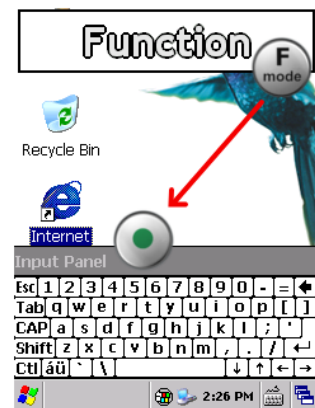 Function
F
mode
Recycle Bin
Internet
Input Panel
Esc 1 2 3 4 5 6 7 8 9 0 - =
Tab q w e r t y u i o p [ ]
CAP a s d f g h j k l ; '
Shift z x c v b n m , . /
Ctl áü ` \
2:26 PM